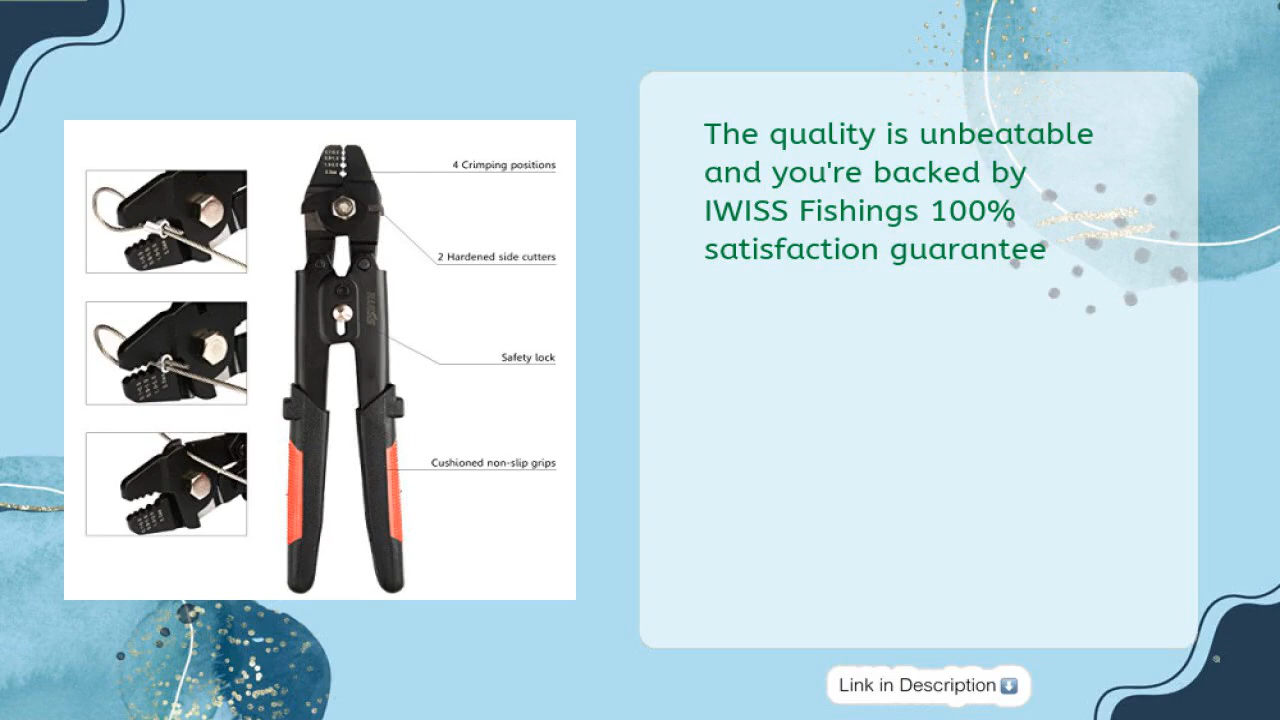 4 Crimping positions
2 Hardened side cutters
Safety lock
Cushioned non-slip grips
The quality is unbeatable
and you're backed by
IWISS Fishings 100%
satisfaction guarantee
Link in Description